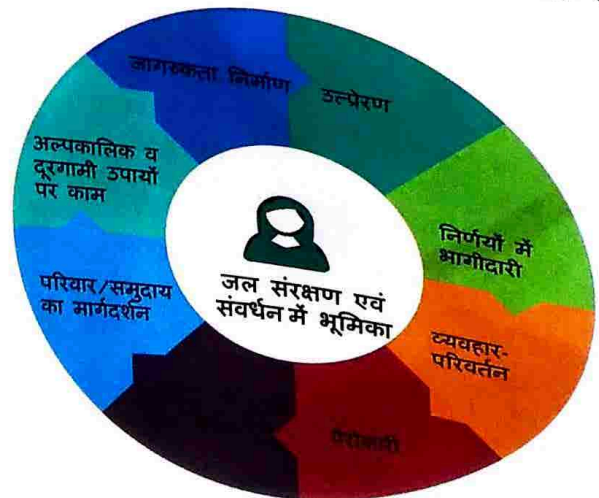 जागरुकता निर्माण
उत्प्रेरण
निर्णयों में
भागीदारी
व्यवहार-
परिवर्तन
पैरोकारी
परिवार/समुदाय
का मार्गदर्शन
अल्पकालिक व
दूरगामी उपायों
पर काम
जल संरक्षण एवं
संवर्धन में भूमिका